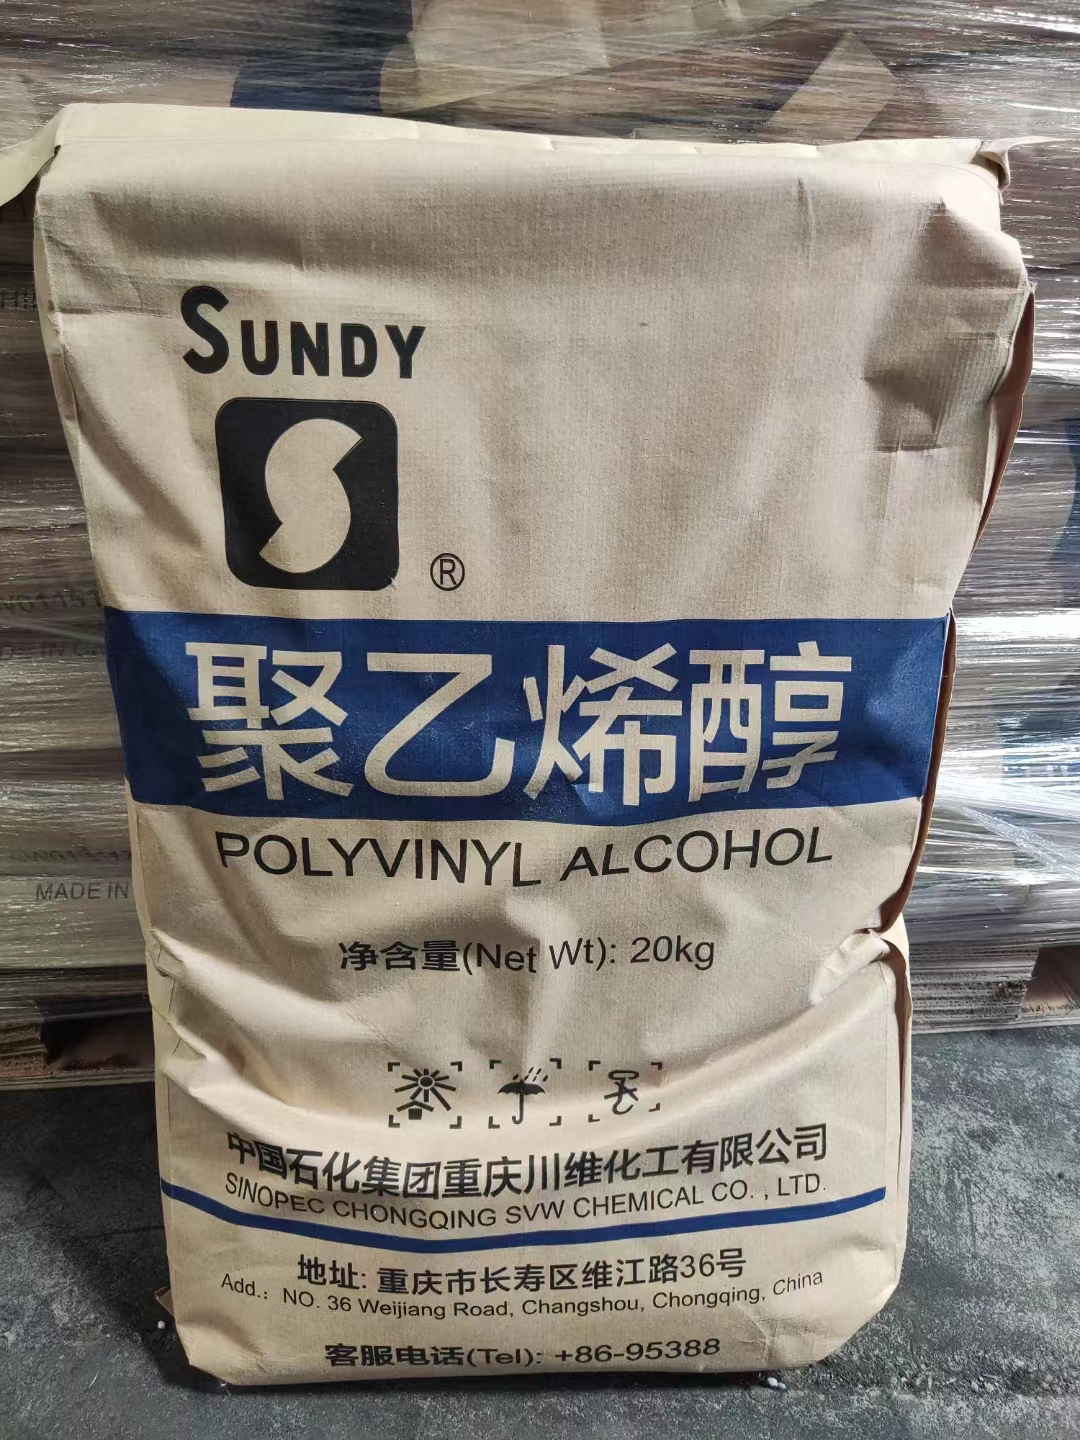 SUNDY
®
聚乙烯醇
POLYVINYL ALCOHOL
净含量(Net Wt): 20kg
中国石化集团重庆川维化工有限公司
SINOPEC CHONGQING SVW CHEMICAL CO. , LTD.
地址: 重庆市长寿区维江路36号
Add.: NO. 36 Weijiang Road, Changshou, Chongqing, China
客服电话(Tel): +86-95388
MADE IN